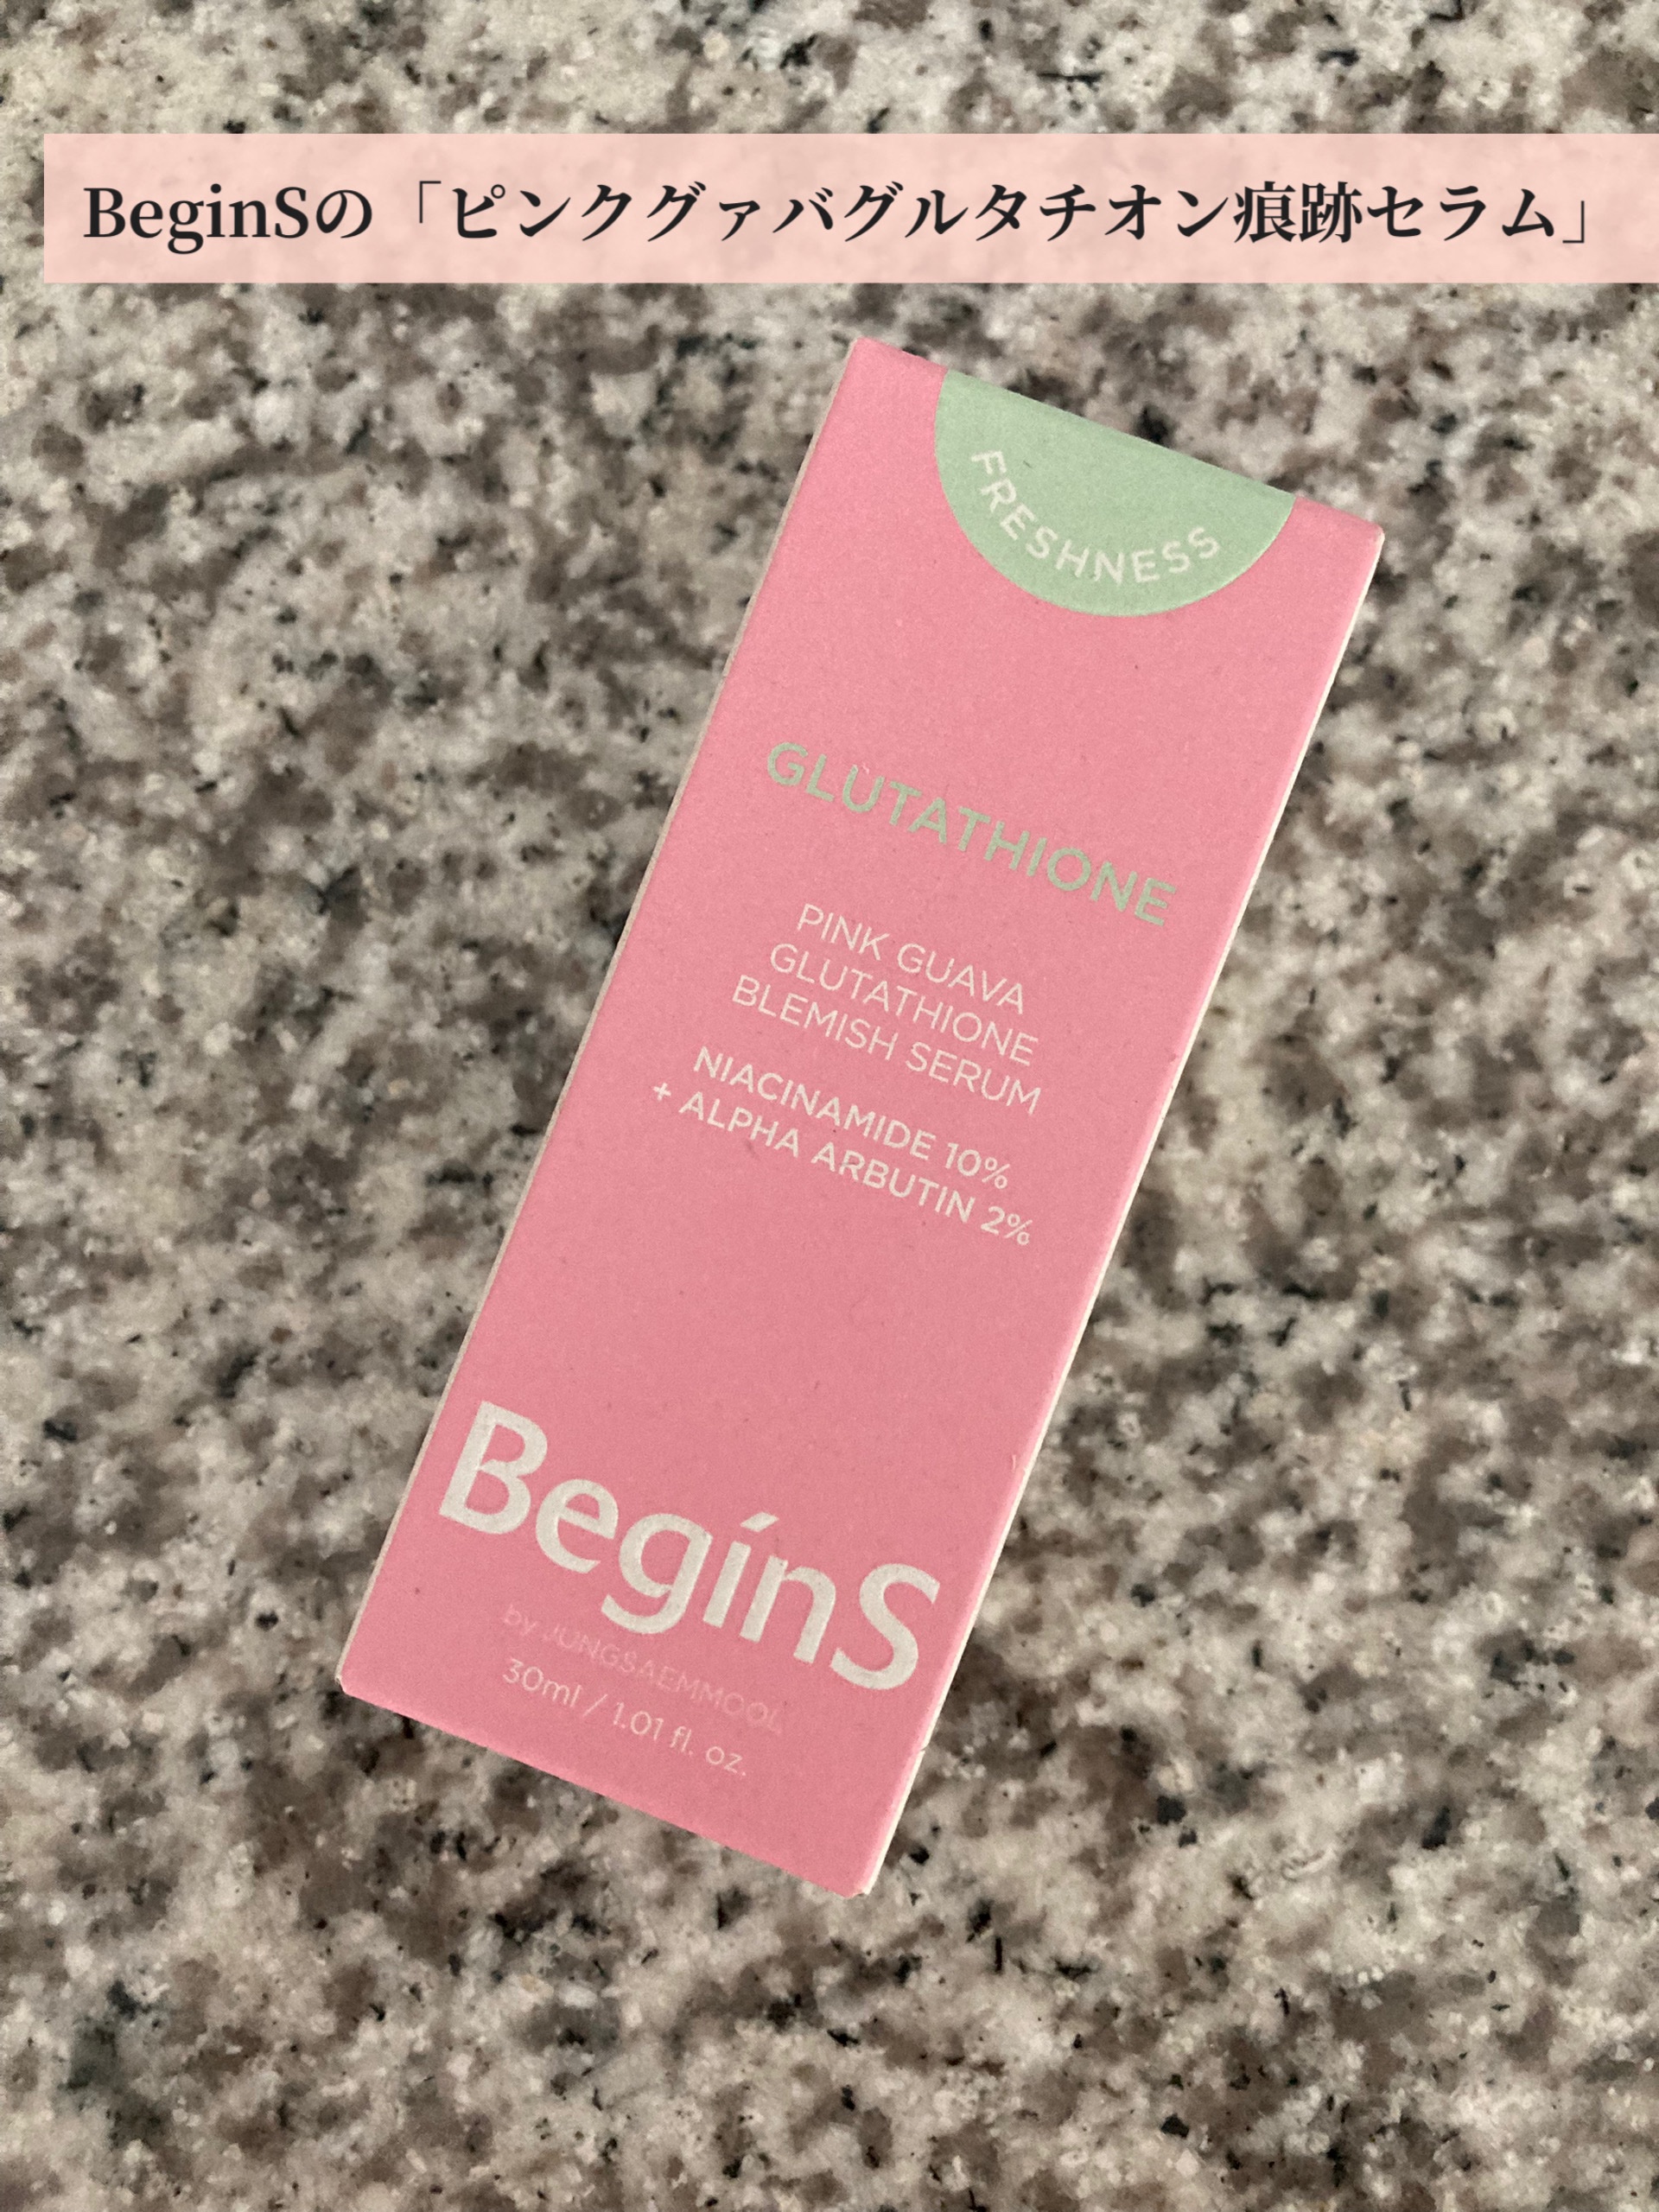 BeginSの「ピンクグァバグルタチオン痕跡セラム」
FRESHNESS
GLUTATHIONE
PINK GUAVA
GLUTATHIONE
BLEMISH SERUM
NIACINAMIDE 10%
+ ALPHA ARBUTIN 2%
BegínS
by JUNGSAEMMOOL
30ml / 1.01 fl. oz.